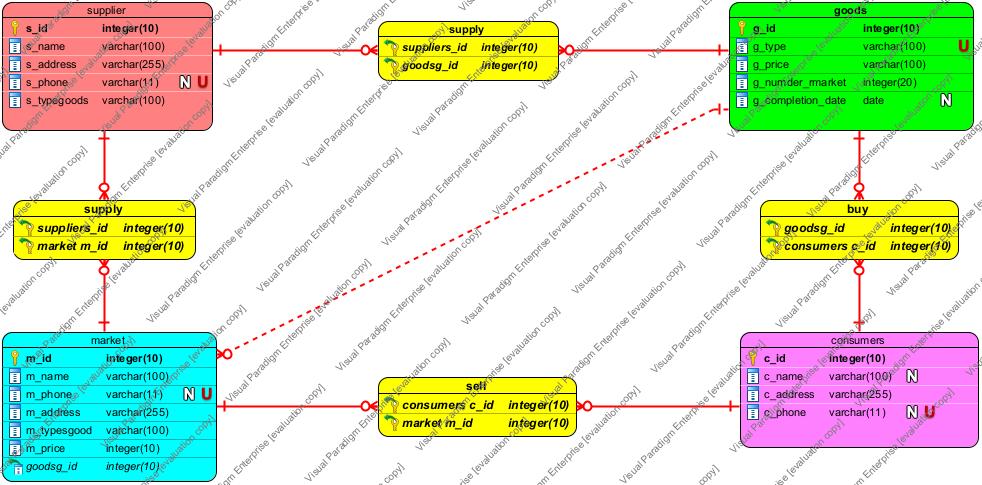 supplier
s_id integer(10)
s_name varchar(100)
s_address varchar(255)
s_phone varchar(11) N U
s_typegoods varchar(100)
supply
suppliers_id integer(10)
goodsg_id integer(10)
goods
g_id integer(10)
g_type varchar(100) U
g_price varchar(100)
g_number_market integer(20)
g_completion_date date N
supply
suppliers_id integer(10)
market m_id integer(10)
buy
goodsg_id integer(10)
consumers c_id integer(10)
market
m_id integer(10)
m_name varchar(100)
m_phone varchar(11) N U
m_address varchar(255)
m_typesgood varchar(100)
m_price integer(10)
goodsg_id integer(10)
sell
consumers c_id integer(10)
market m_id integer(10)
consumers
c_id integer(10)
c_name varchar(100) N
c_address varchar(255)
c_phone varchar(11) N U
Visual Paradigm Enterprise [evaluation copy]